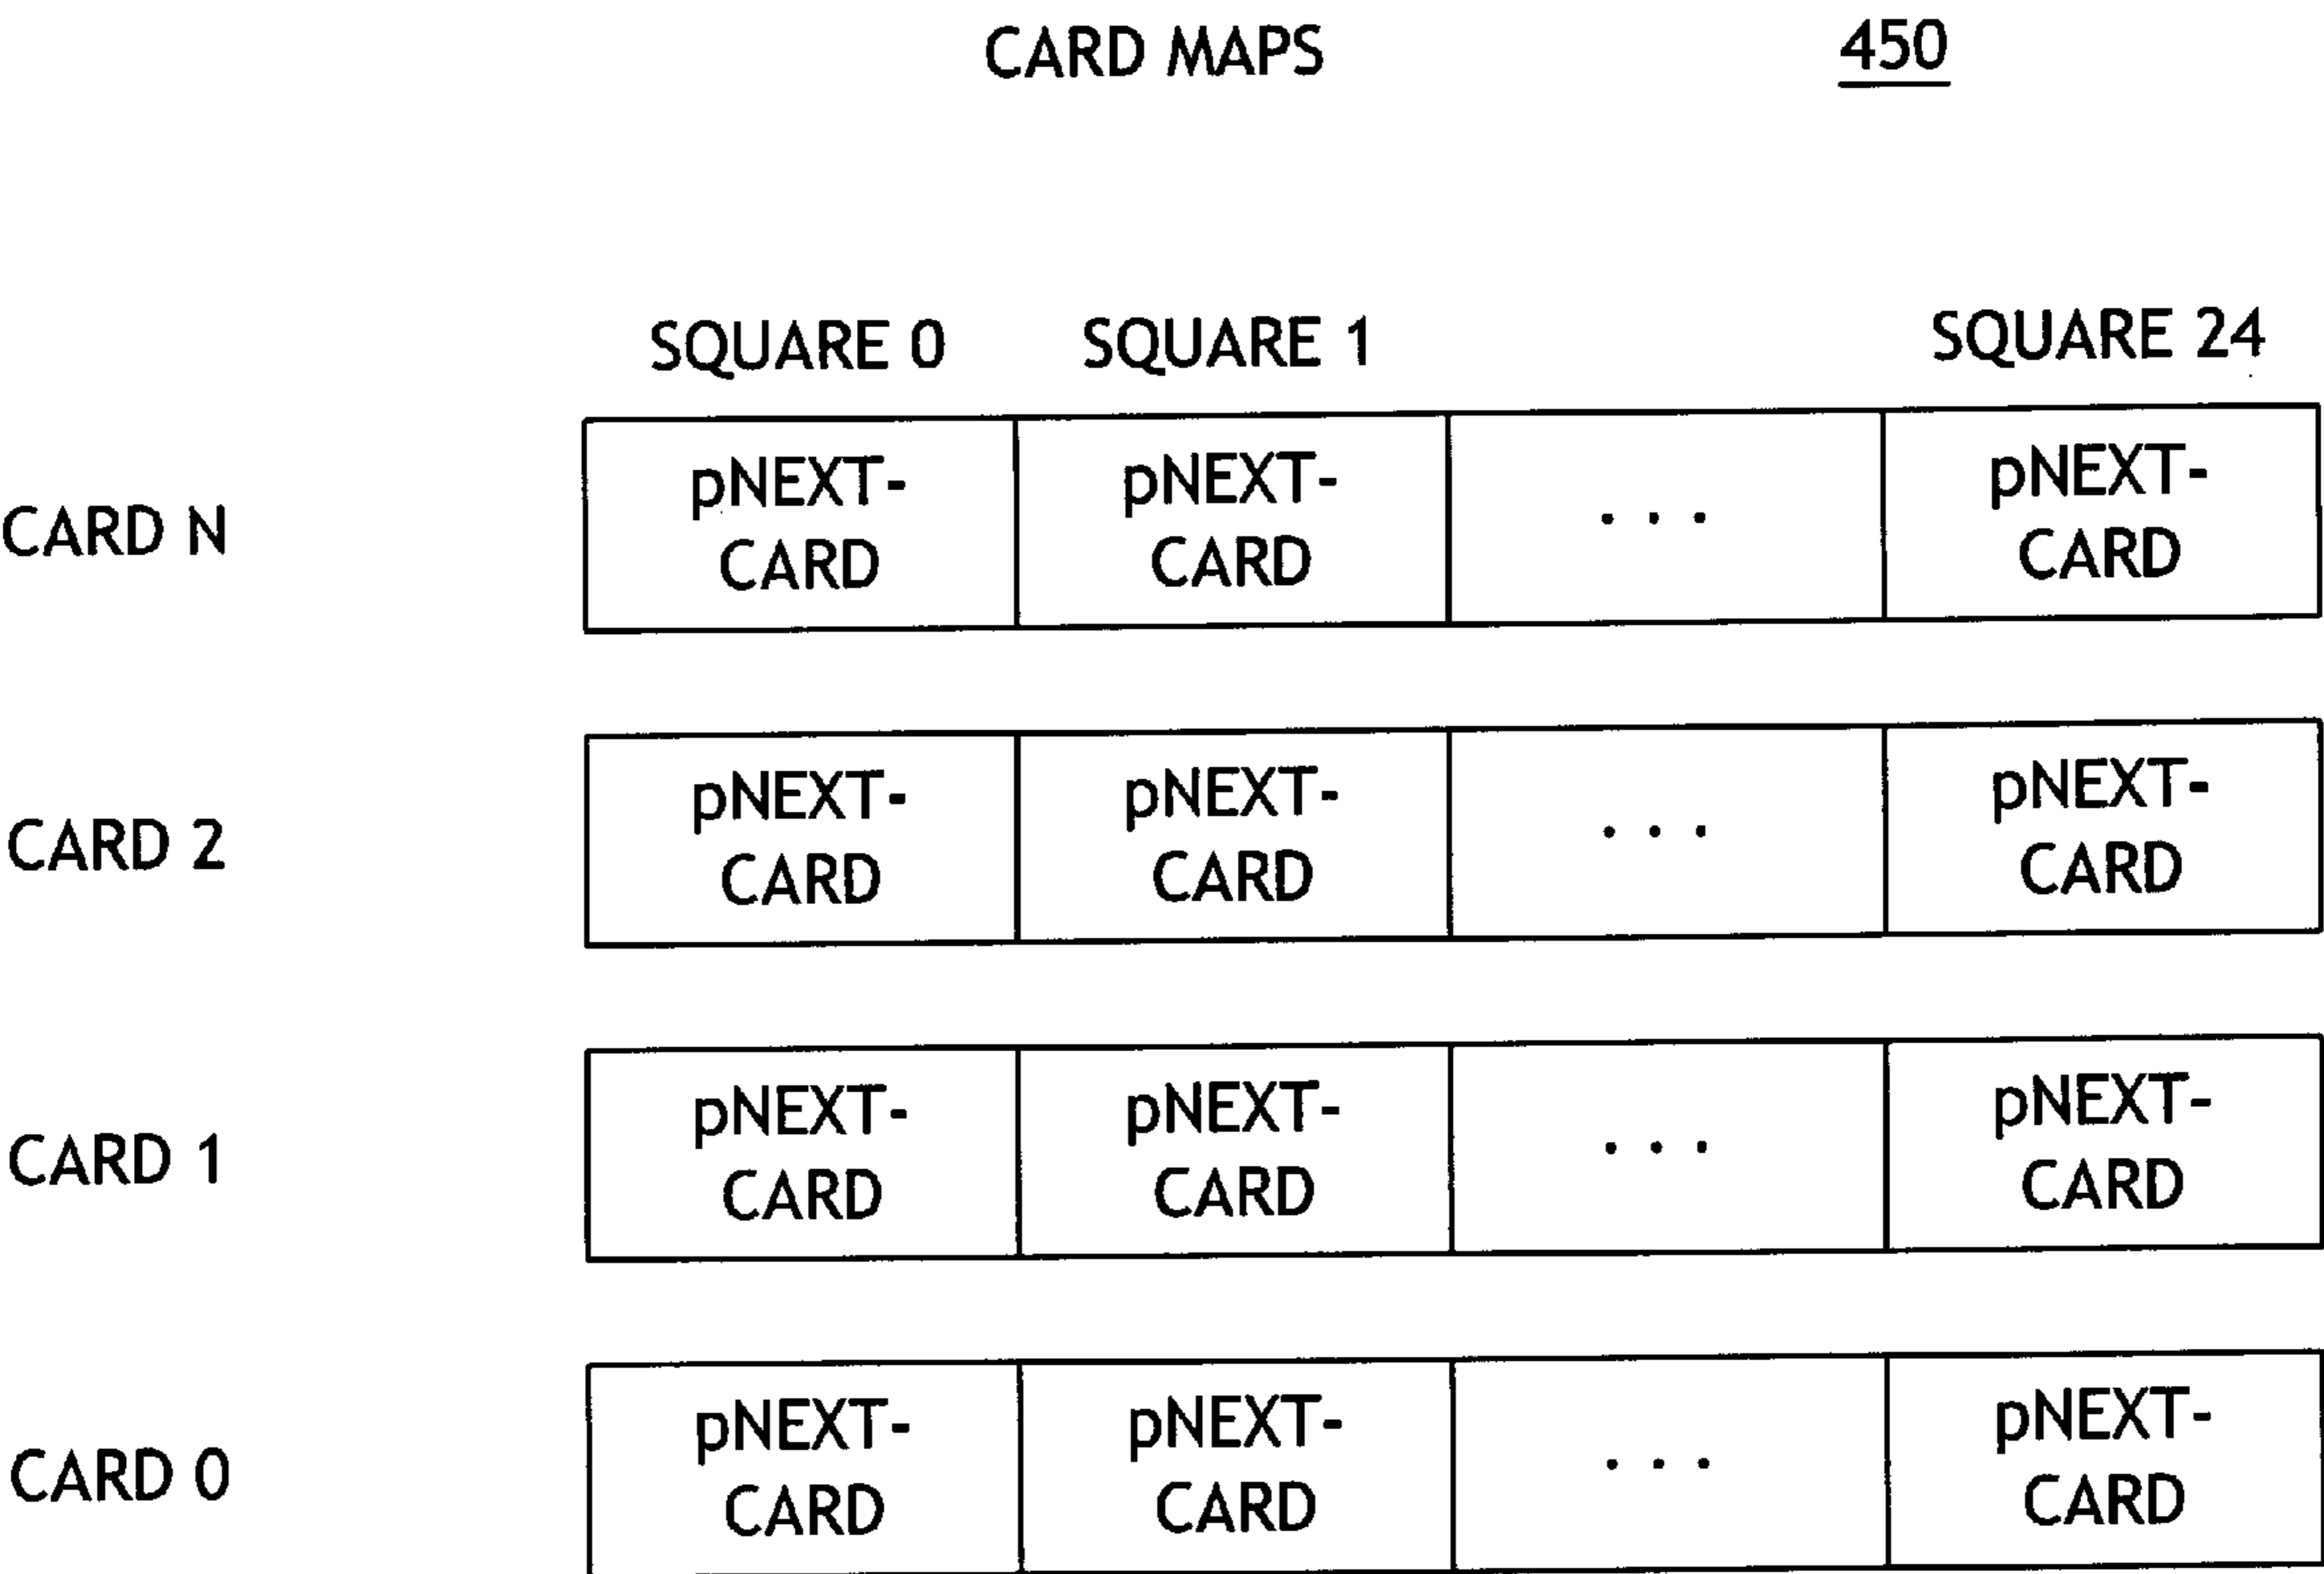 CARD MAPS 450
SQUARE 0 SQUARE 1 SQUARE 24
CARD N
pNEXT- pNEXT- . . . pNEXT-
CARD CARD CARD
CARD 2
pNEXT- pNEXT- . . . pNEXT-
CARD CARD CARD
CARD 1
pNEXT- pNEXT- . . . pNEXT-
CARD CARD CARD
CARD 0
pNEXT- pNEXT- . . . pNEXT-
CARD CARD CARD